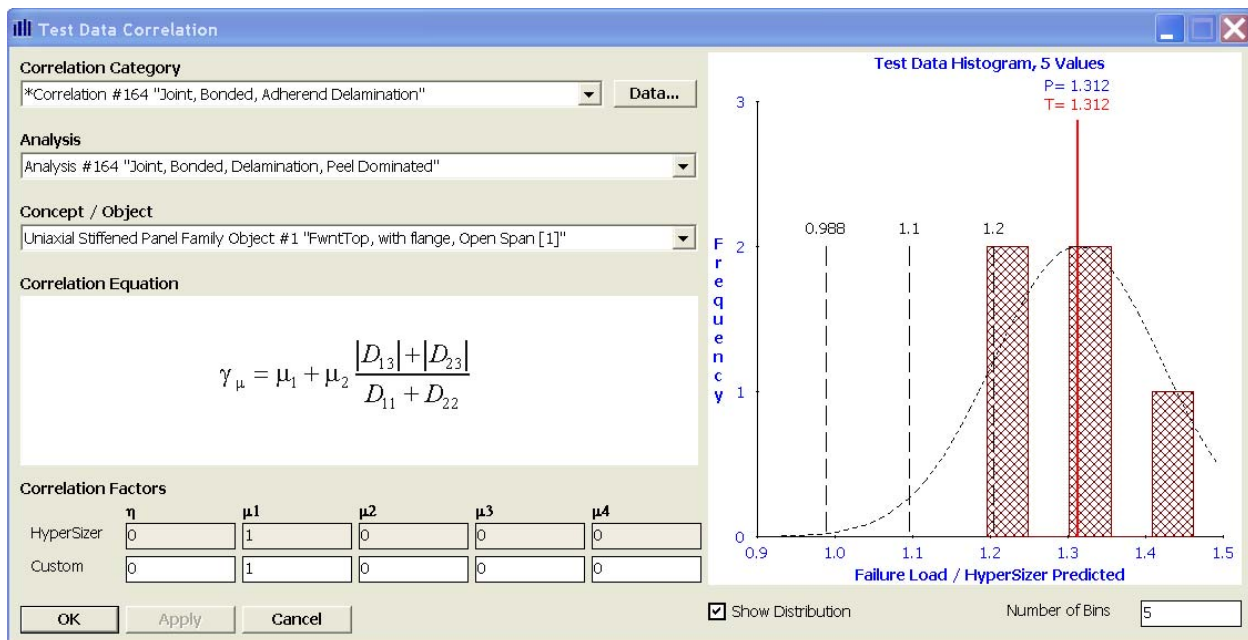 Test Data Correlation
Correlation Category
*Correlation #164 "Joint, Bonded, Adherend Delamination"
Data...
Analysis
Analysis #164 "Joint, Bonded, Delamination, Peel Dominated"
Concept / Object
Uniaxial Stiffened Panel Family Object #1 "FwntTop, with flange, Open Span [1]"
Correlation Equation
γ_μ = μ₁ + μ₂ (|D₁₃| + |D₂₃|) / (D₁₁ + D₂₂)
Correlation Factors
η μ1 μ2 μ3 μ4
HyperSizer 0 1 0 0 0
Custom 0 1 0 0 0
OK Apply Cancel
Test Data Histogram, 5 Values
P= 1.312
T= 1.312
3
0.988 1.1 1.2
2
Frequency
1
0
0.9 1.0 1.1 1.2 1.3 1.4 1.5
Failure Load / HyperSizer Predicted
Show Distribution
Number of Bins 5